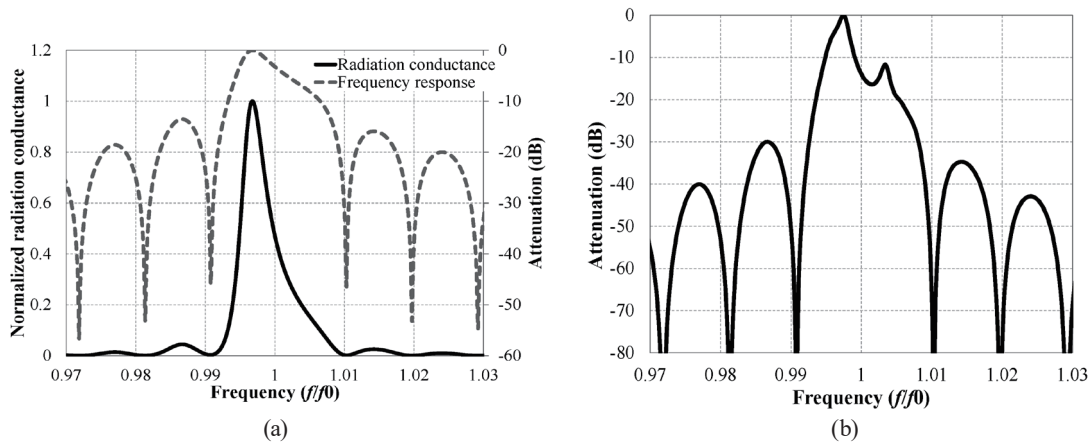 1.2
1
0.8
0.6
0.4
0.2
0
Normalized radiation conductance
Radiation conductance
Frequency response
0
-10
-20
-30
-40
-50
-60
Attenuation (dB)
0.97 0.98 0.99 1.00 1.01 1.02 1.03
Frequency (f/f0)
(a)
0
-10
-20
-30
-40
-50
-60
-70
-80
Attenuation (dB)
0.97 0.98 0.99 1.00 1.01 1.02 1.03
Frequency (f/f0)
(b)